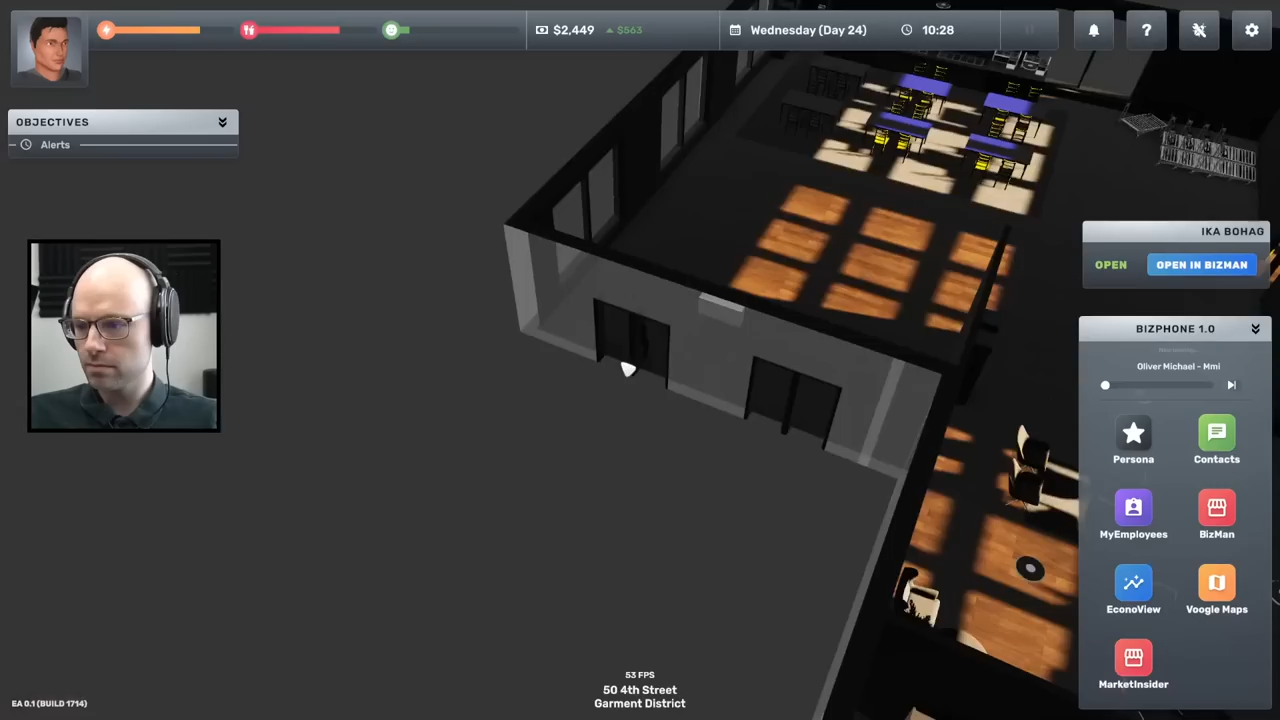 $2,449 $563
Wednesday (Day 24)
10:28
OBJECTIVES
Alerts
IKA BOHAG
OPEN
OPEN IN BIZMAN
BIZPHONE 1.0
Oliver Michael - Mmi
Persona
Contacts
MyEmployees
BizMan
EconoView
Voogle Maps
MarketInsider
53 FPS
50 4th Street
Garment District
EA 0.1 (BUILD 1714)